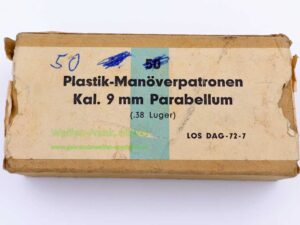 50 50
Plastik-Manöverpatronen
Kal. 9 mm Parabellum
(.38 Luger)
LOS DAG-72-7